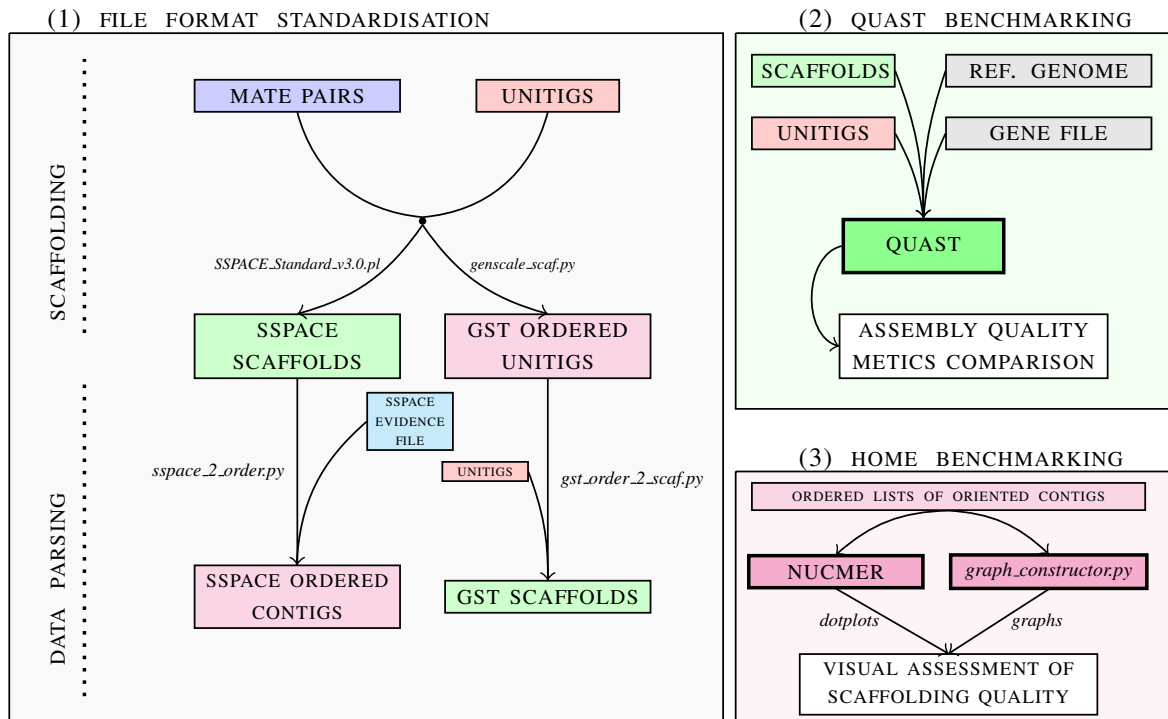 (1) FILE FORMAT STANDARDISATION
SCAFFOLDING
MATE PAIRS
UNITIGS
SSPACE_Standard_v3.0.pl
genscale_scaf.py
SSPACE
SCAFFOLDS
GST ORDERED
UNITIGS
DATA PARSING
SSPACE
EVIDENCE
FILE
sspace_2_order.py
UNITIGS
gst_order_2_scaf.py
SSPACE ORDERED
CONTIGS
GST SCAFFOLDS
(2) QUAST BENCHMARKING
SCAFFOLDS
REF. GENOME
UNITIGS
GENE FILE
QUAST
ASSEMBLY QUALITY
METICS COMPARISON
(3) HOME BENCHMARKING
ORDERED LISTS OF ORIENTED CONTIGS
NUCMER
graph_constructor.py
dotplots
graphs
VISUAL ASSESSMENT OF
SCAFFOLDING QUALITY